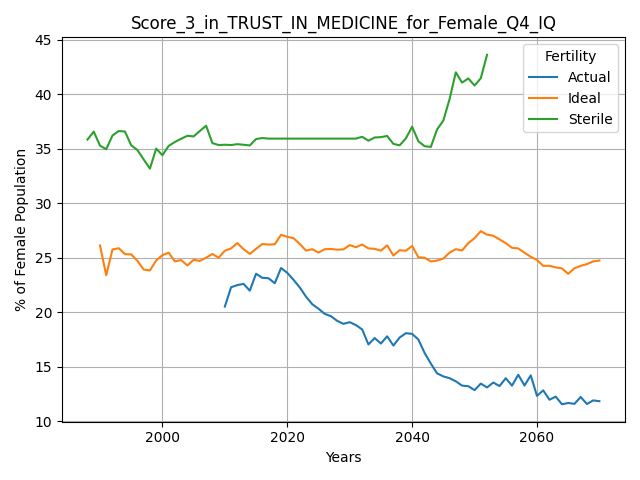 Score_3_in_TRUST_IN_MEDICINE_for_Female_Q4_IQ
% of Female Population
45
40
35
30
25
20
15
10
2000
2020
2040
2060
Years
Fertility
Actual
Ideal
Sterile